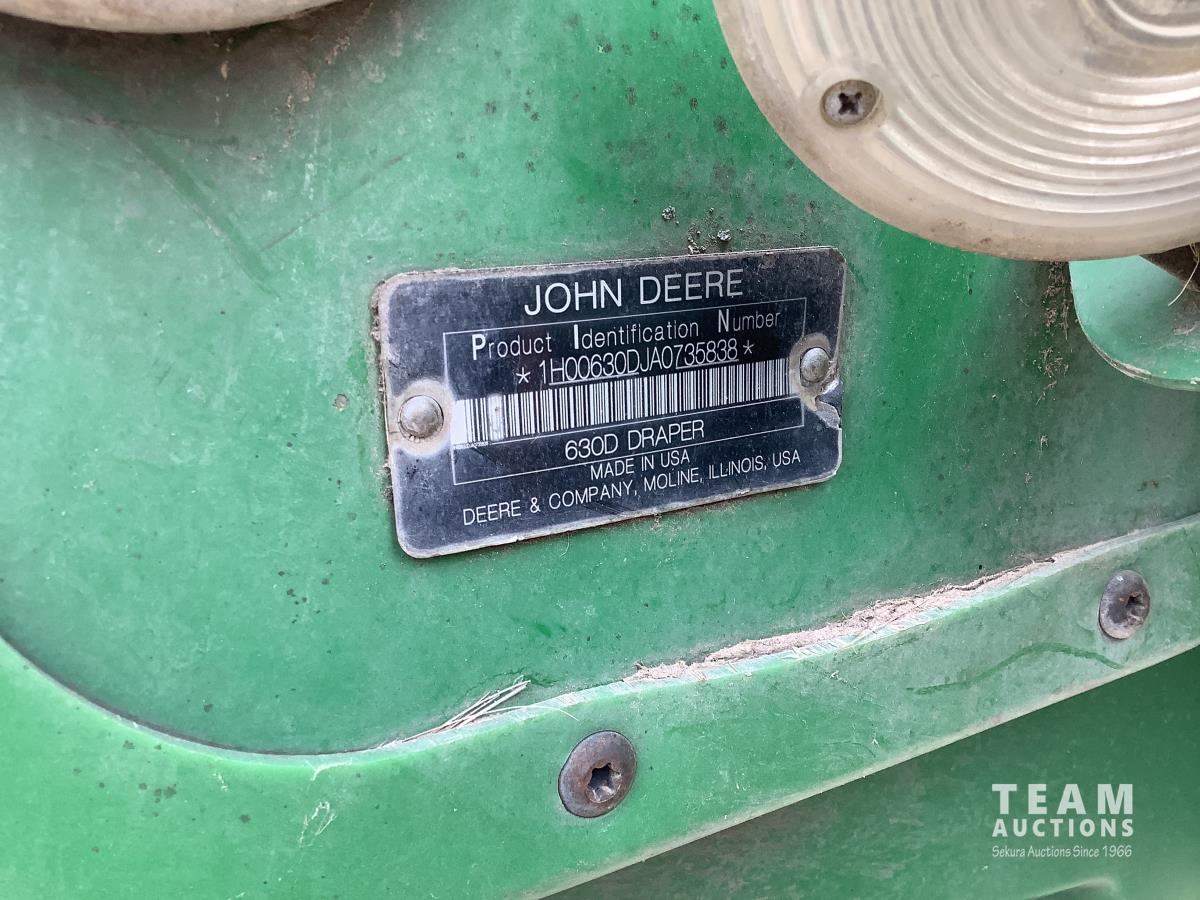 JOHN DEERE
Product Identification Number
* 1H00630DJA0735838 *
630D DRAPER
MADE IN USA
DEERE & COMPANY, MOLINE, ILLINOIS, USA
TEAM
AUCTIONS
Sekura Auctions Since 1966